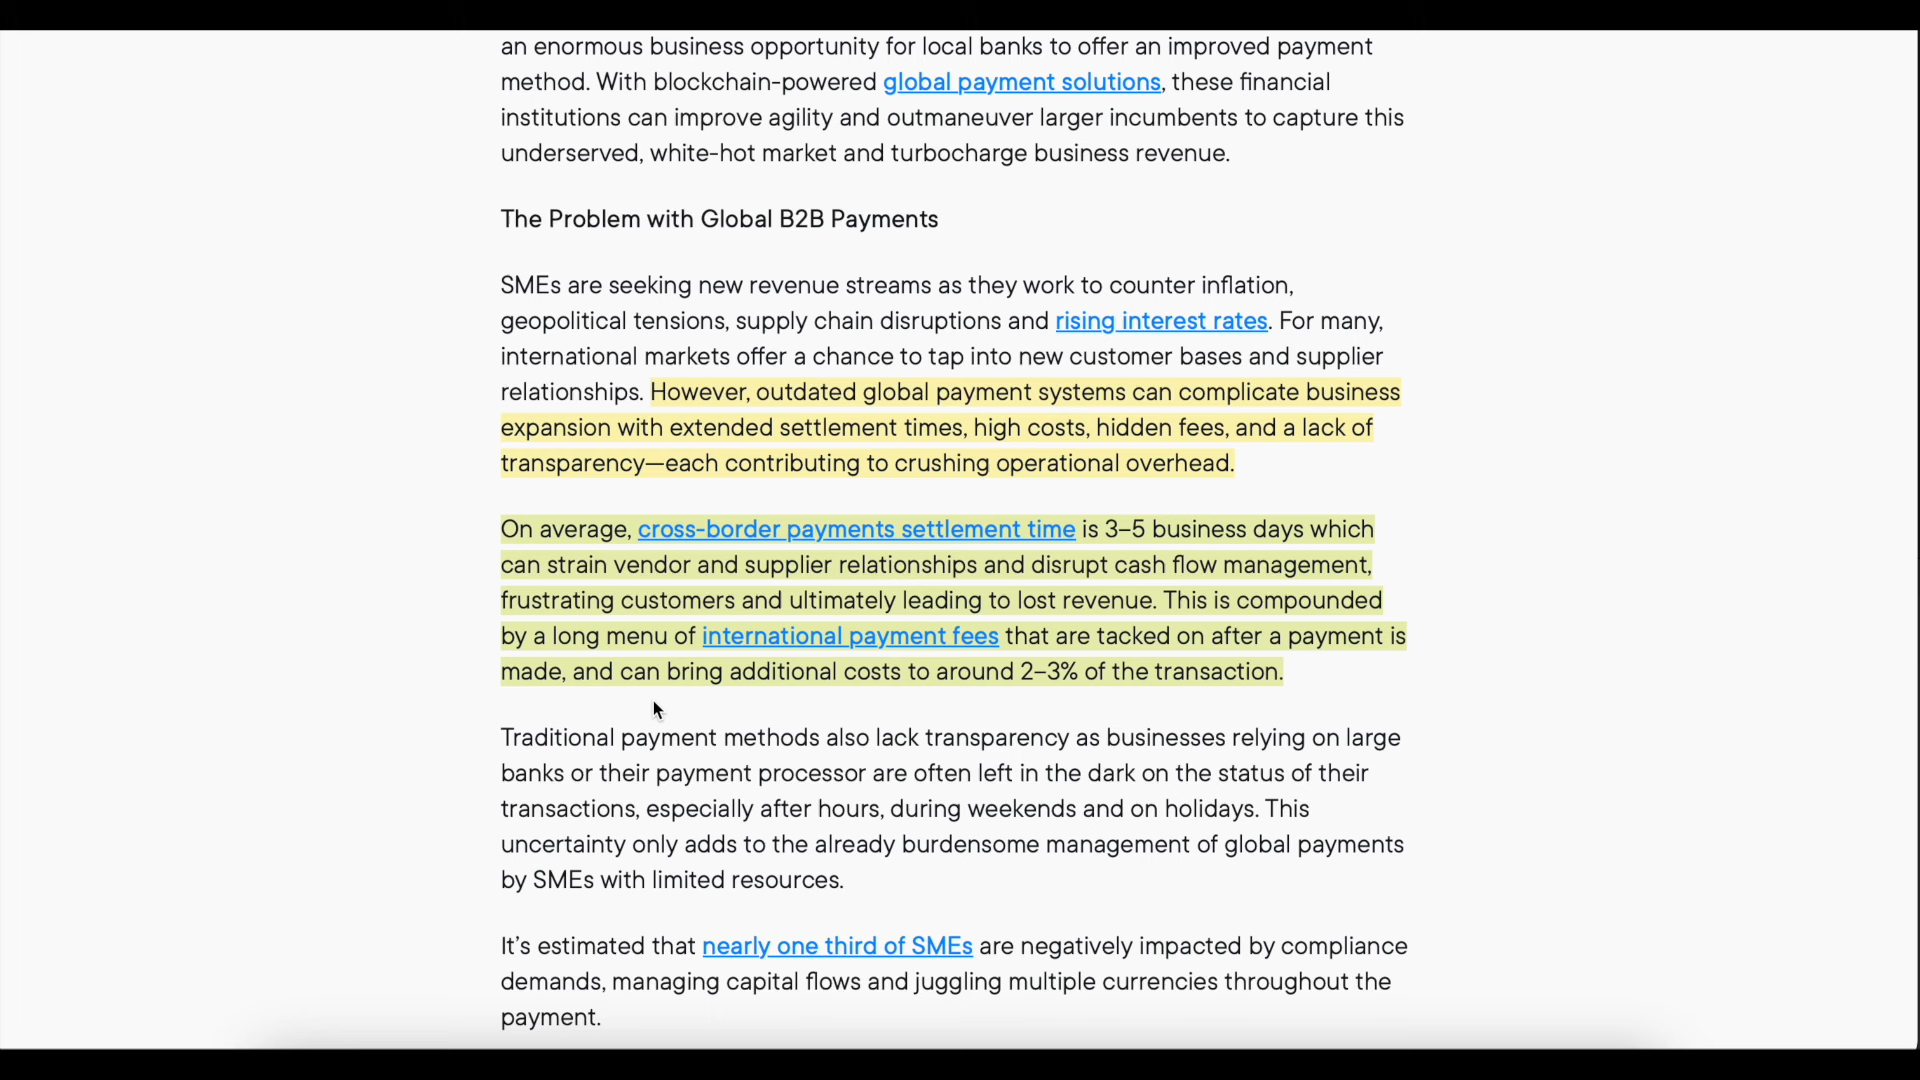 an enormous business opportunity for local banks to offer an improved payment
method. With blockchain-powered global payment solutions, these financial
institutions can improve agility and outmaneuver larger incumbents to capture this
underserved, white-hot market and turbocharge business revenue.
The Problem with Global B2B Payments
SMEs are seeking new revenue streams as they work to counter inflation,
geopolitical tensions, supply chain disruptions and rising interest rates. For many,
international markets offer a chance to tap into new customer bases and supplier
relationships. However, outdated global payment systems can complicate business
expansion with extended settlement times, high costs, hidden fees, and a lack of
transparency—each contributing to crushing operational overhead.
On average, cross-border payments settlement time is 3–5 business days which
can strain vendor and supplier relationships and disrupt cash flow management,
frustrating customers and ultimately leading to lost revenue. This is compounded
by a long menu of international payment fees that are tacked on after a payment is
made, and can bring additional costs to around 2–3% of the transaction.
Traditional payment methods also lack transparency as businesses relying on large
banks or their payment processor are often left in the dark on the status of their
transactions, especially after hours, during weekends and on holidays. This
uncertainty only adds to the already burdensome management of global payments
by SMEs with limited resources.
It’s estimated that nearly one third of SMEs are negatively impacted by compliance
demands, managing capital flows and juggling multiple currencies throughout the
payment.